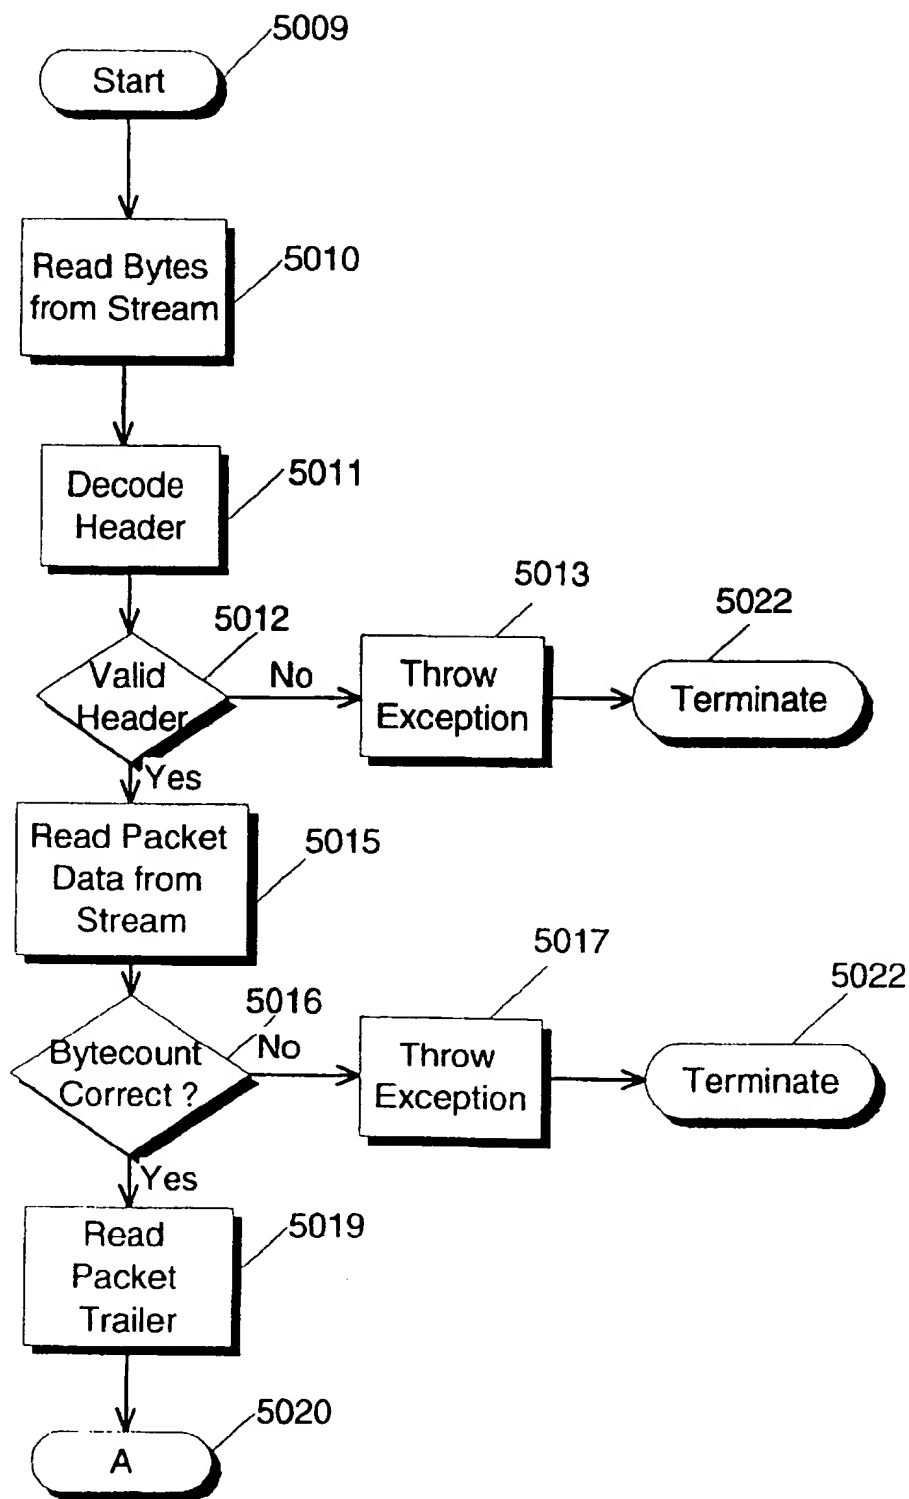 5009
Start
Read Bytes
from Stream
5010
Decode
Header
5011
5012
Valid
Header
No
Yes
5013
Throw
Exception
5022
Terminate
Read Packet
Data from
Stream
5015
5016
Bytecount
Correct ?
No
Yes
5017
Throw
Exception
5022
Terminate
Read
Packet
Trailer
5019
5020
A